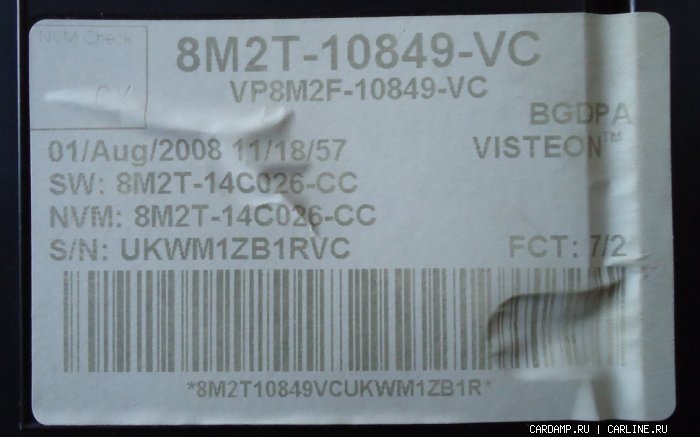 NVM Check
OK
8M2T-10849-VC
VP8M2F-10849-VC
BGDPA
01/Aug/2008 11/18/57
VISTEON™
SW: 8M2T-14C026-CC
NVM: 8M2T-14C026-CC
S/N: UKWM1ZB1RVC
FCT: 7/2
*8M2T10849VCUKWM1ZB1R*
CARDAMP.RU | CARLINE.RU